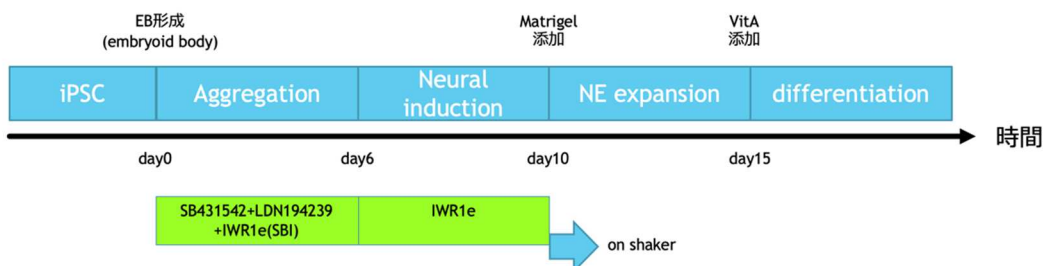 EB形成
(embryoid body)
Matrigel
添加
VitA
添加
iPSC
Aggregation
Neural
induction
NE expansion
differentiation
時間
day0
day6
day10
day15
SB431542+LDN194239
+IWR1e(SBI)
IWR1e
on shaker